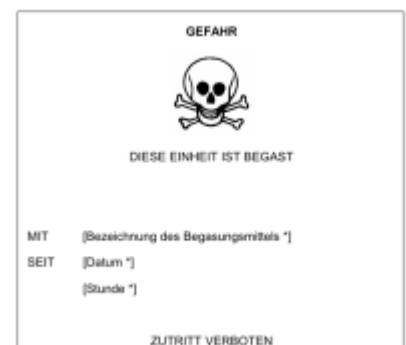 GEFAHR
DIESE EINHEIT IST BEGAST
MIT [Bezeichnung des Begasungsmittels *]
SEIT [Datum *]
[Stunde *]
ZUTRITT VERBOTEN